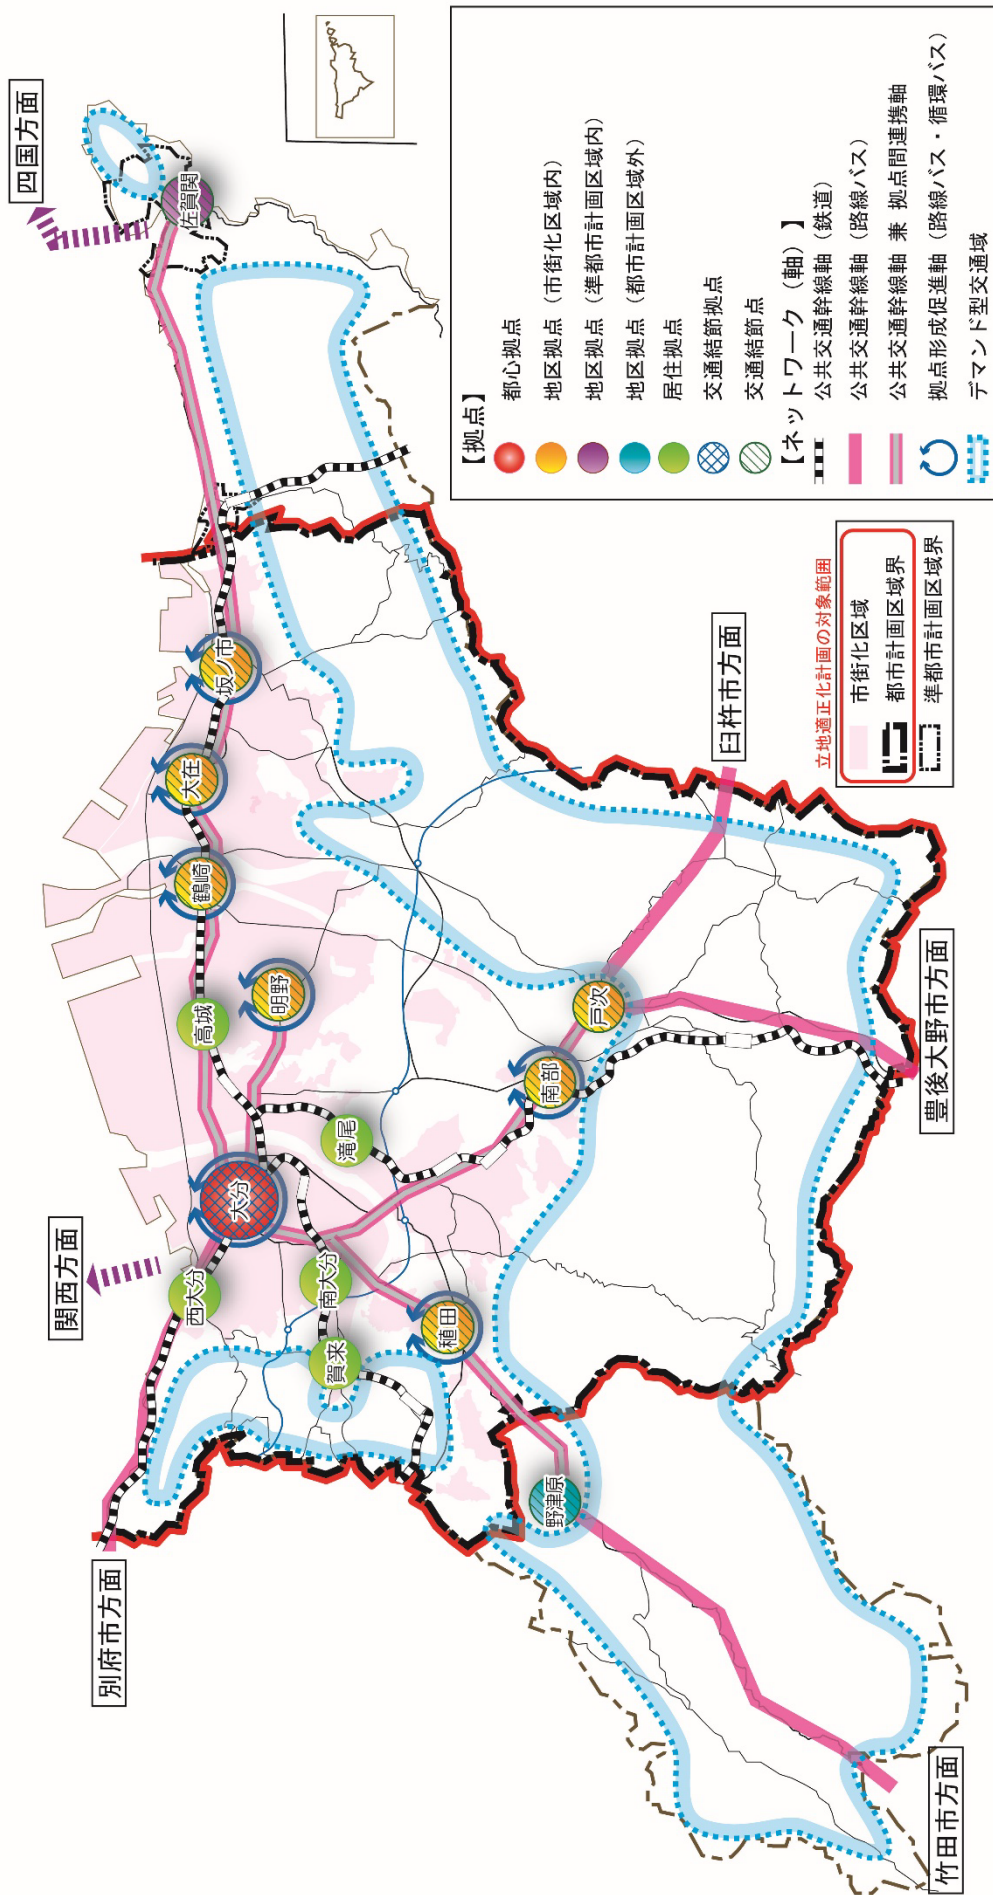 別府市方面
関西方面
四国方面
西大分
大分
高城
鶴崎
大在
坂ノ市
佐賀関
明野
滝尾
南大分
賀来
稙田
南部
戸次
野津原
臼杵市方面
豊後大野市方面
竹田市方面
立地適正化計画の対象範囲
市街化区域
都市計画区域界
準都市計画区域界
【拠点】
都心拠点
地区拠点（市街化区域内）
地区拠点（準都市計画区域内）
地区拠点（都市計画区域外）
居住拠点
交通結節拠点
交通結節点
【ネットワーク（軸）】
公共交通幹線軸（鉄道）
公共交通幹線軸（路線バス）
公共交通幹線軸 兼 拠点間連携軸
拠点形成促進軸（路線バス・循環バス）
デマンド型交通域